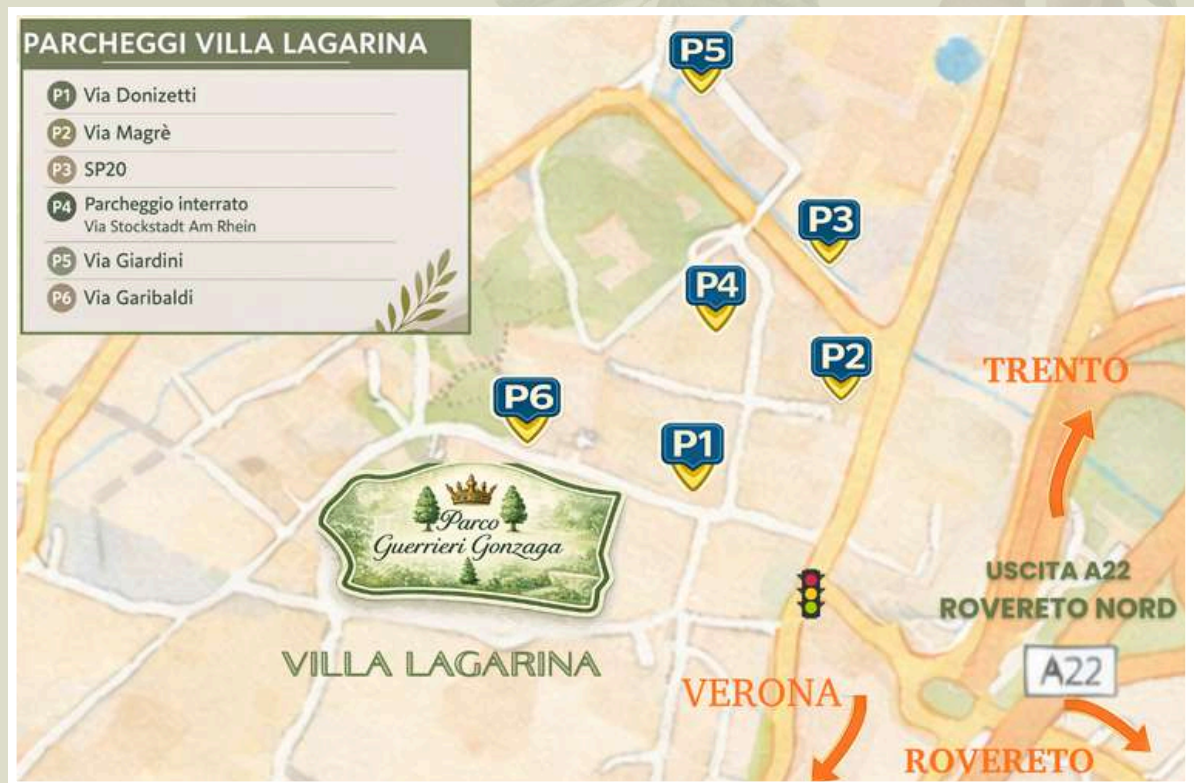 PARCHEGGI VILLA LAGARINA
P1 Via Donizetti
P2 Via Magrè
P3 SP20
P4 Parcheggio interrato
Via Stockstadt Am Rhein
P5 Via Giardini
P6 Via Garibaldi
P5
P3
P4
P2
P6
P1
TRENTO
Parco
Guerrieri Gonzaga
USCITA A22
ROVERETO NORD
VILLA LAGARINA
A22
VERONA
ROVERETO